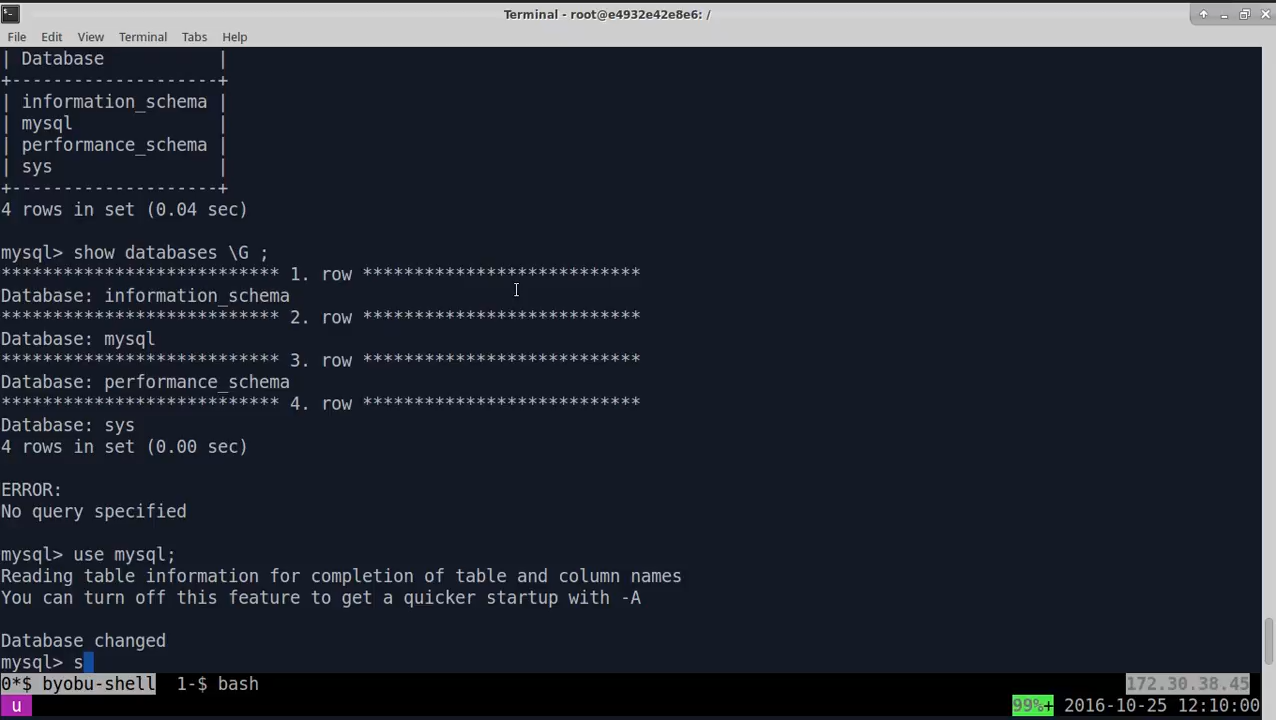 Terminal - root@e4932e42e8e6: /
File Edit View Terminal Tabs
| Database |
+--------------------+
| information_schema |
| mysql |
| performance_schema |
| sys |
+--------------------+
4 rows in set (0.04 sec)
mysql> show databases \G ;
*************************** 1. row ***************************
Database: information_schema
*************************** 2. row ***************************
Database: mysql
*************************** 3. row ***************************
Database: performance_schema
*************************** 4. row ***************************
Database: sys
4 rows in set (0.00 sec)
ERROR:
No query specified
mysql> use mysql;
Reading table information for completion of table and column names
You can turn off this feature to get a quicker startup with -A
Database changed
mysql> s
0*$ byobu-shell 1-$ bash 172.30.38.45
u 99%+ 2016-10-25 12:10:00